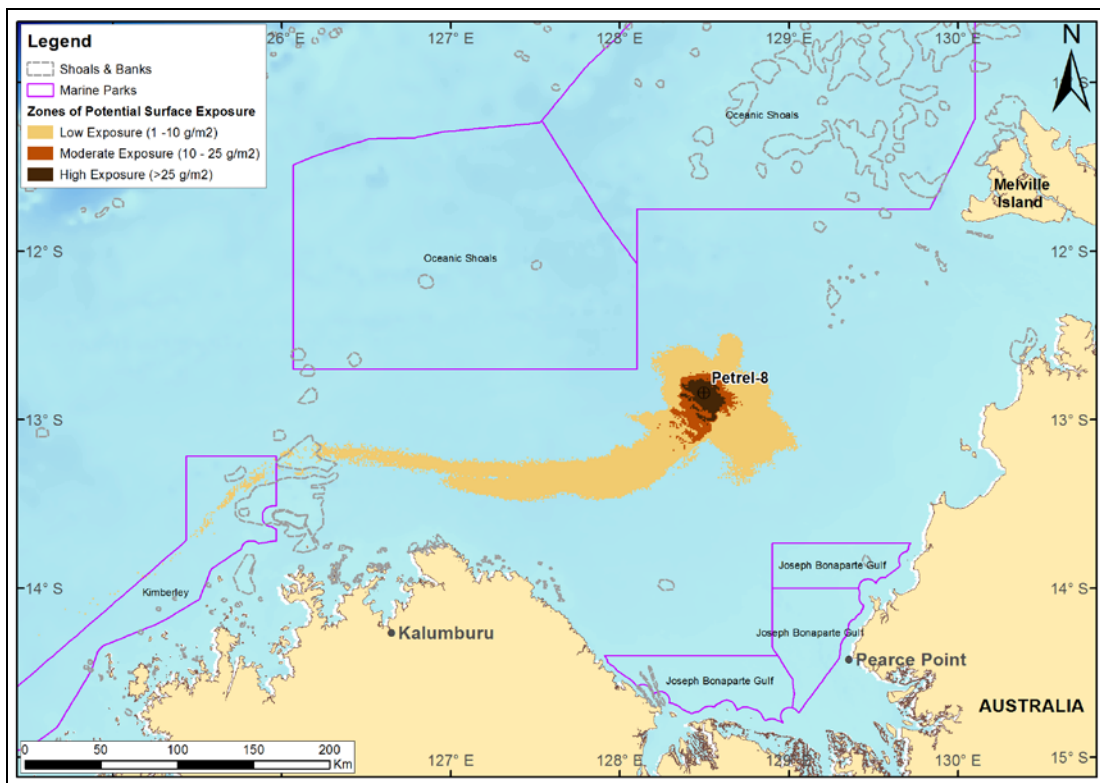 126° E
127° E
128° E
129° E
130° E
N
Legend
Shoals & Banks
Marine Parks
Zones of Potential Surface Exposure
Low Exposure (1 -10 g/m2)
Moderate Exposure (10 - 25 g/m2)
High Exposure (>25 g/m2)
Oceanic Shoals
Melville
Island
12° S
12° S
Oceanic Shoals
Petrel-8
13° S
13° S
Joseph Bonaparte Gulf
14° S
14° S
Kimberley
Kalumburu
Joseph Bonaparte Gulf
Pearce Point
Joseph Bonaparte Gulf
AUSTRALIA
0 50 100 150 200
Km
127° E
128° E
129° E
130° E
15° S